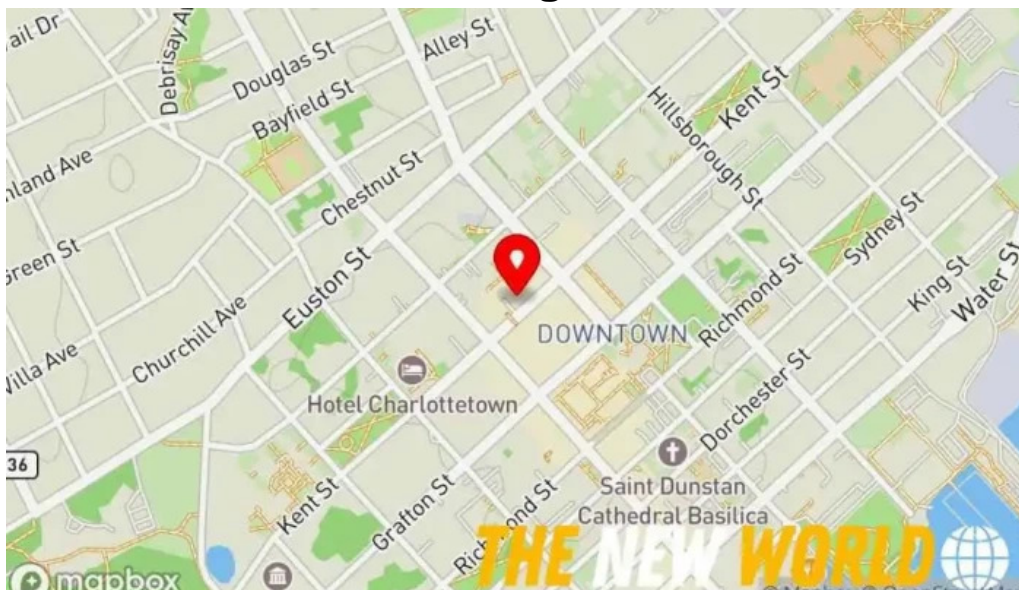 ail Dr
Debrisay A
Douglas St
Alley St
Bayfield St
Kent St
Hillsborough St
nland Ave
Chestnut St
Green St
Sydney St
Euston St
Richmond St
King St
Water St
Churchill Ave
DOWNTOWN
Villa Ave
Hotel Charlottetown
Dorchester St
36
Saint Dunstan
Cathedral Basilica
Kent St
Grafton St
Richmond St
THE NEW WORLD
mapbox